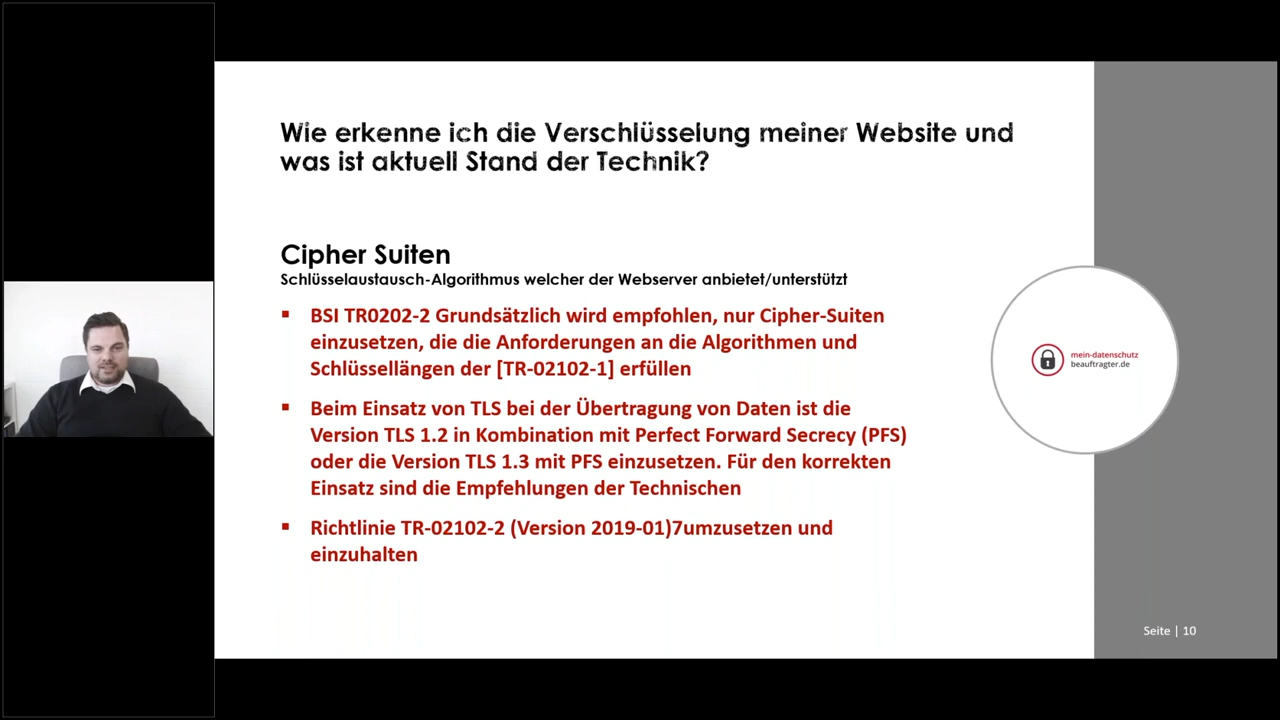 Wie erkenne ich die Verschlüsselung meiner Website und
was ist aktuell Stand der Technik?
Cipher Suiten
Schlüsselaustausch-Algorithmus welcher der Webserver anbietet/unterstützt
▪ BSI TR0202-2 Grundsätzlich wird empfohlen, nur Cipher-Suiten
einzusetzen, die die Anforderungen an die Algorithmen und
Schlüssellängen der [TR-02102-1] erfüllen
▪ Beim Einsatz von TLS bei der Übertragung von Daten ist die
Version TLS 1.2 in Kombination mit Perfect Forward Secrecy (PFS)
oder die Version TLS 1.3 mit PFS einzusetzen. Für den korrekten
Einsatz sind die Empfehlungen der Technischen
▪ Richtlinie TR-02102-2 (Version 2019-01)7umzusetzen und
einzuhalten
mein-datenschutz
beauftragter.de
Seite | 10